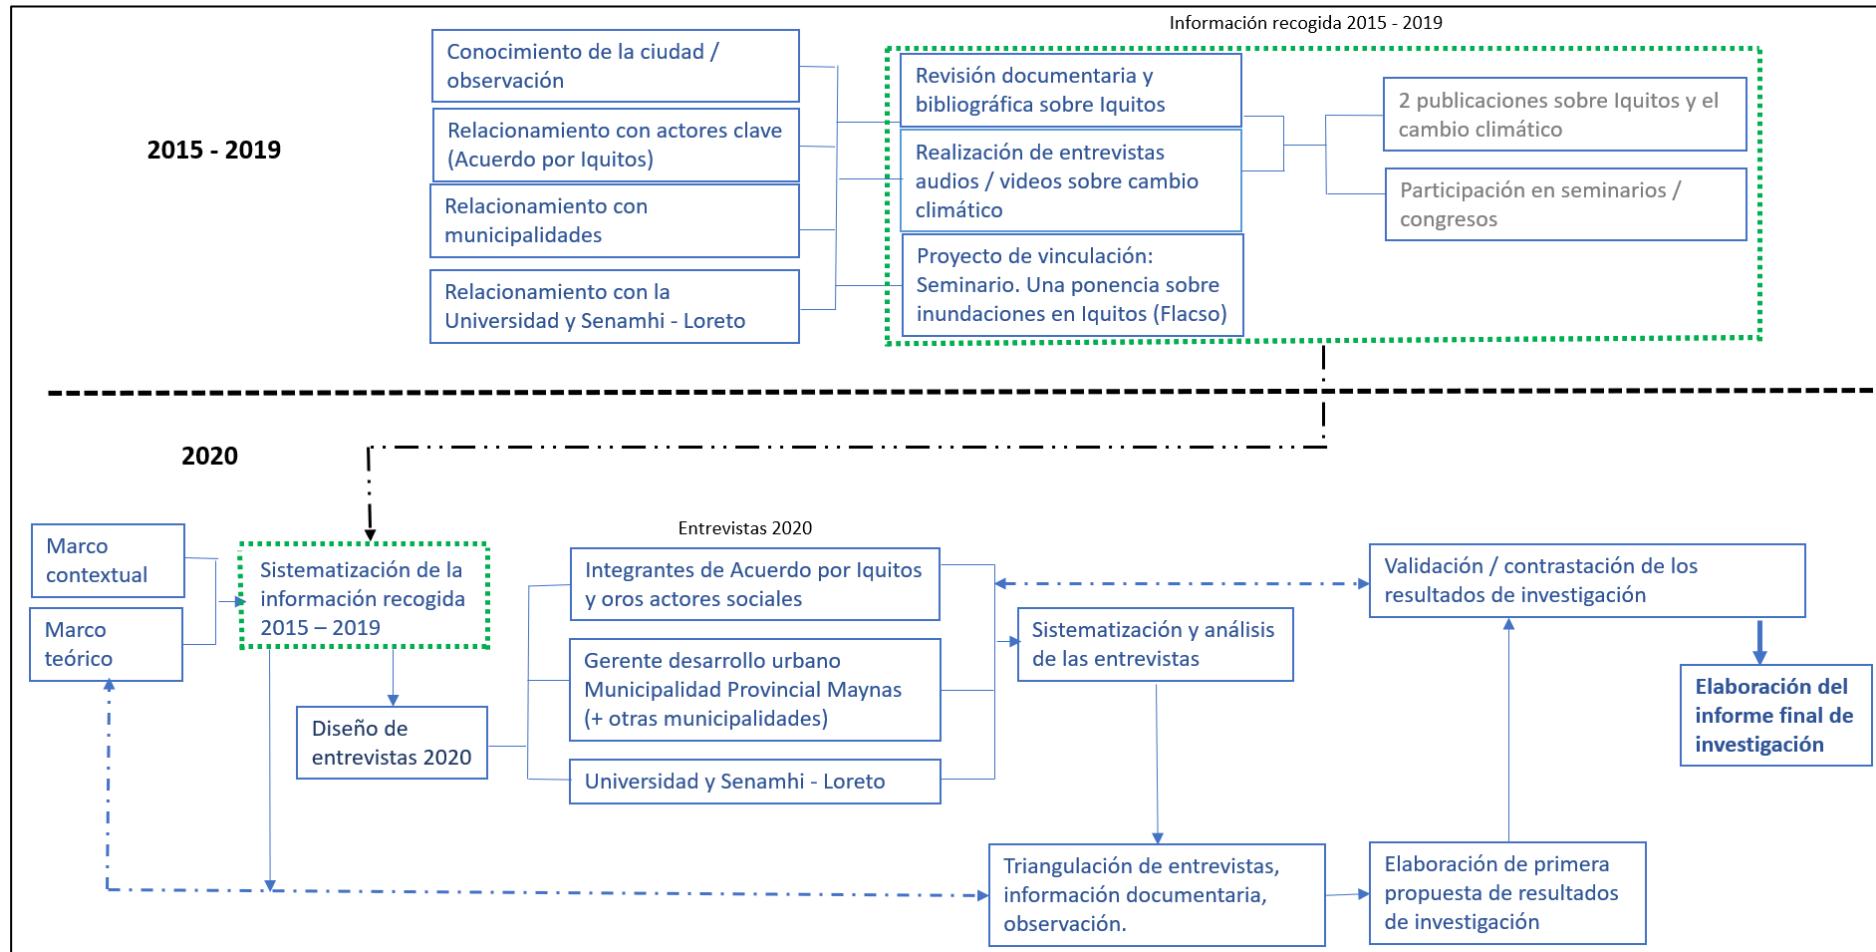 Información recogida 2015 - 2019
2015 - 2019
Conocimiento de la ciudad /
observación
Relacionamiento con actores clave
(Acuerdo por Iquitos)
Relacionamiento con
municipalidades
Relacionamiento con la
Universidad y Senamhi - Loreto
Revisión documentaria y
bibliográfica sobre Iquitos
Realización de entrevistas
audios / videos sobre cambio
climático
Proyecto de vinculación:
Seminario. Una ponencia sobre
inundaciones en Iquitos (Flacso)
2 publicaciones sobre Iquitos y el
cambio climático
Participación en seminarios /
congresos
2020
Marco
contextual
Marco
teórico
Sistematización de la
información recogida
2015 – 2019
Diseño de
entrevistas 2020
Entrevistas 2020
Integrantes de Acuerdo por Iquitos
y oros actores sociales
Gerente desarrollo urbano
Municipalidad Provincial Maynas
(+ otras municipalidades)
Universidad y Senamhi - Loreto
Sistematización y análisis
de las entrevistas
Triangulación de entrevistas,
información documentaria,
observación.
Elaboración de primera
propuesta de resultados
de investigación
Validación / contrastación de los
resultados de investigación
Elaboración del
informe final de
investigación